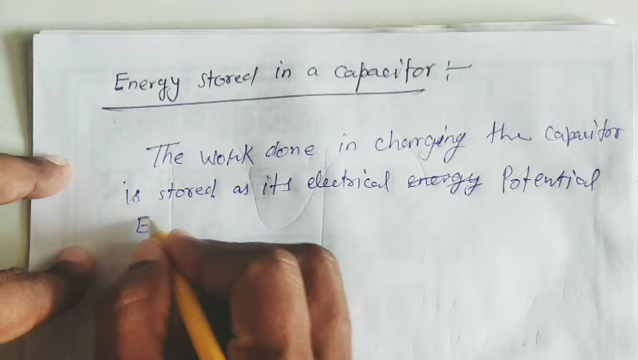 Energy stored in a capacitor :-
The work done in charging the capacitor
is stored as its electrical energy Potential
E